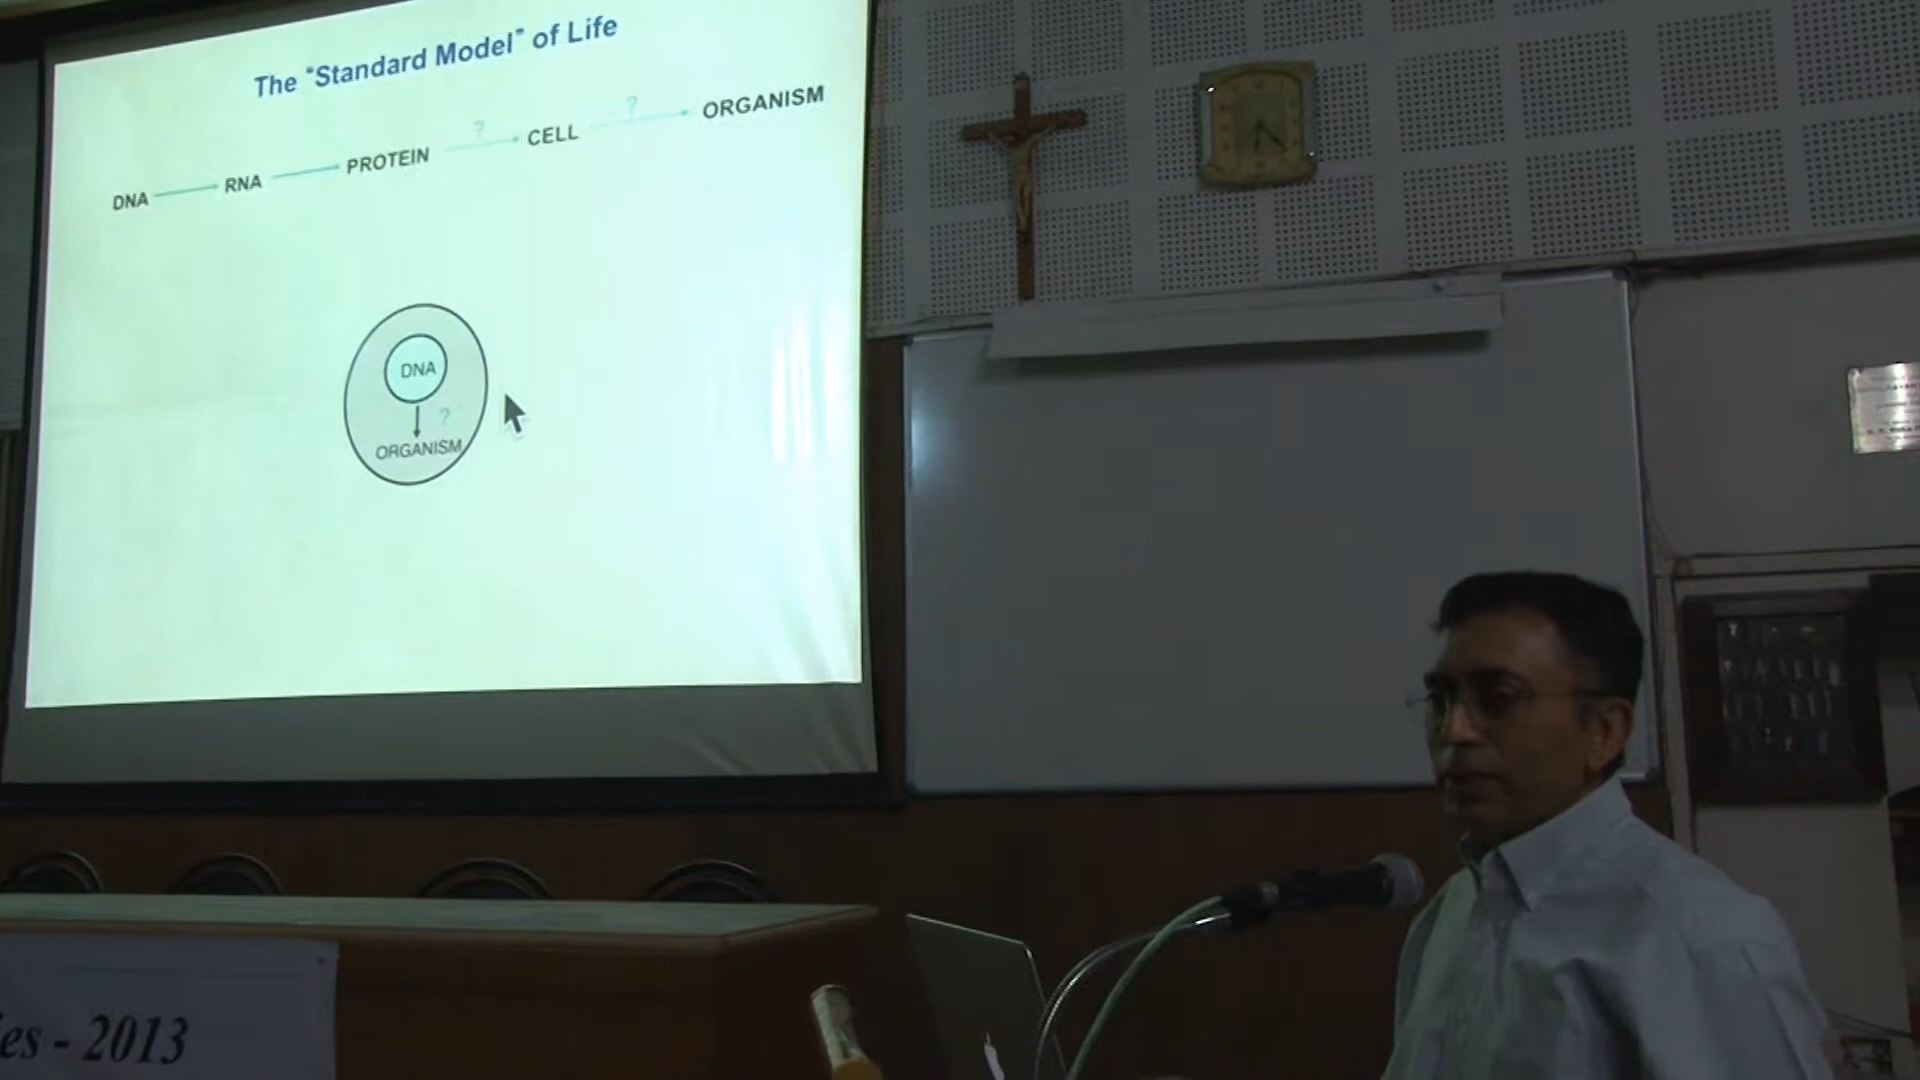 The "Standard Model" of Life
DNA RNA PROTEIN ? CELL ? ORGANISM
DNA
?
ORGANISM
es - 2013